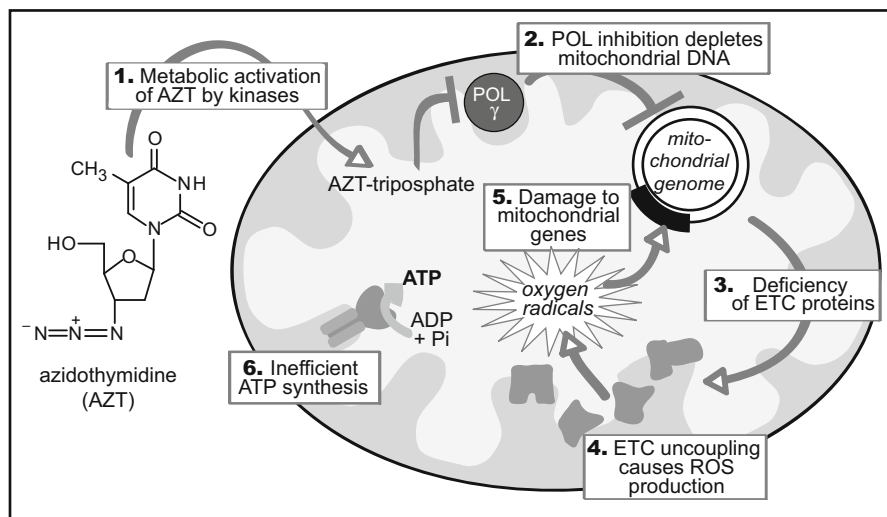 1. Metabolic activation
of AZT by kinases
2. POL inhibition depletes
mitochondrial DNA
POL
γ
mito-
chondrial
genome
AZT-triposphate
5. Damage to
mitochondrial
genes
O
CH₃
NH
N
O
HO
O
⁻N=N⁺=N
azidothymidine
(AZT)
ATP
ADP
+ Pi
oxygen
radicals
3. Deficiency
of ETC proteins
6. Inefficient
ATP synthesis
4. ETC uncoupling
causes ROS
production